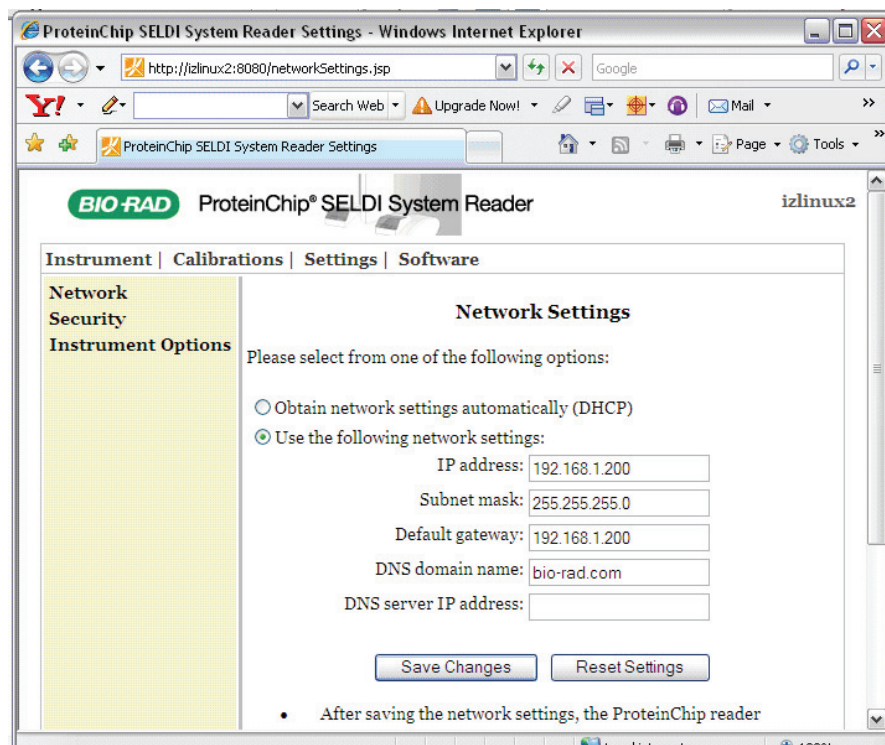 ProteinChip SELDI System Reader Settings - Windows Internet Explorer
http://izlinux2:8080/networkSettings.jsp
Google
Y! Search Web Upgrade Now! Mail »
ProteinChip SELDI System Reader Settings Page Tools »
BIO-RAD ProteinChip® SELDI System Reader izlinux2
Instrument | Calibrations | Settings | Software
Network
Security
Instrument Options
Network Settings
Please select from one of the following options:
Obtain network settings automatically (DHCP)
Use the following network settings:
IP address: 192.168.1.200
Subnet mask: 255.255.255.0
Default gateway: 192.168.1.200
DNS domain name: bio-rad.com
DNS server IP address:
Save Changes Reset Settings
• After saving the network settings, the ProteinChip reader